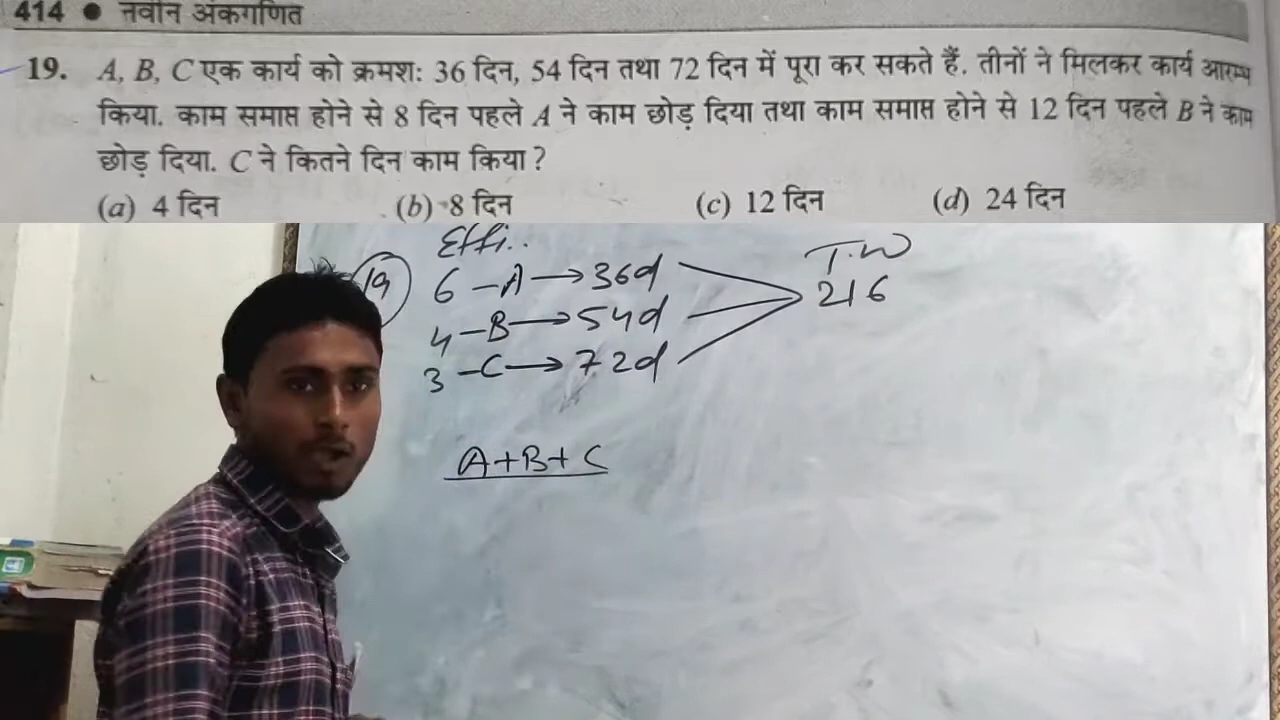 414 ● नवीन अंकगणित
19. A, B, C एक कार्य को क्रमशः 36 दिन, 54 दिन तथा 72 दिन में पूरा कर सकते हैं. तीनों ने मिलकर कार्य आरम्भ
किया. काम समाप्त होने से 8 दिन पहले A ने काम छोड़ दिया तथा काम समाप्त होने से 12 दिन पहले B ने काम
छोड़ दिया. C ने कितने दिन काम किया ?
(a) 4 दिन (b) 8 दिन (c) 12 दिन (d) 24 दिन
Effi..
T.W
19 6 – A → 36d
216
4 – B → 54d
3 – C → 72d
A + B + C